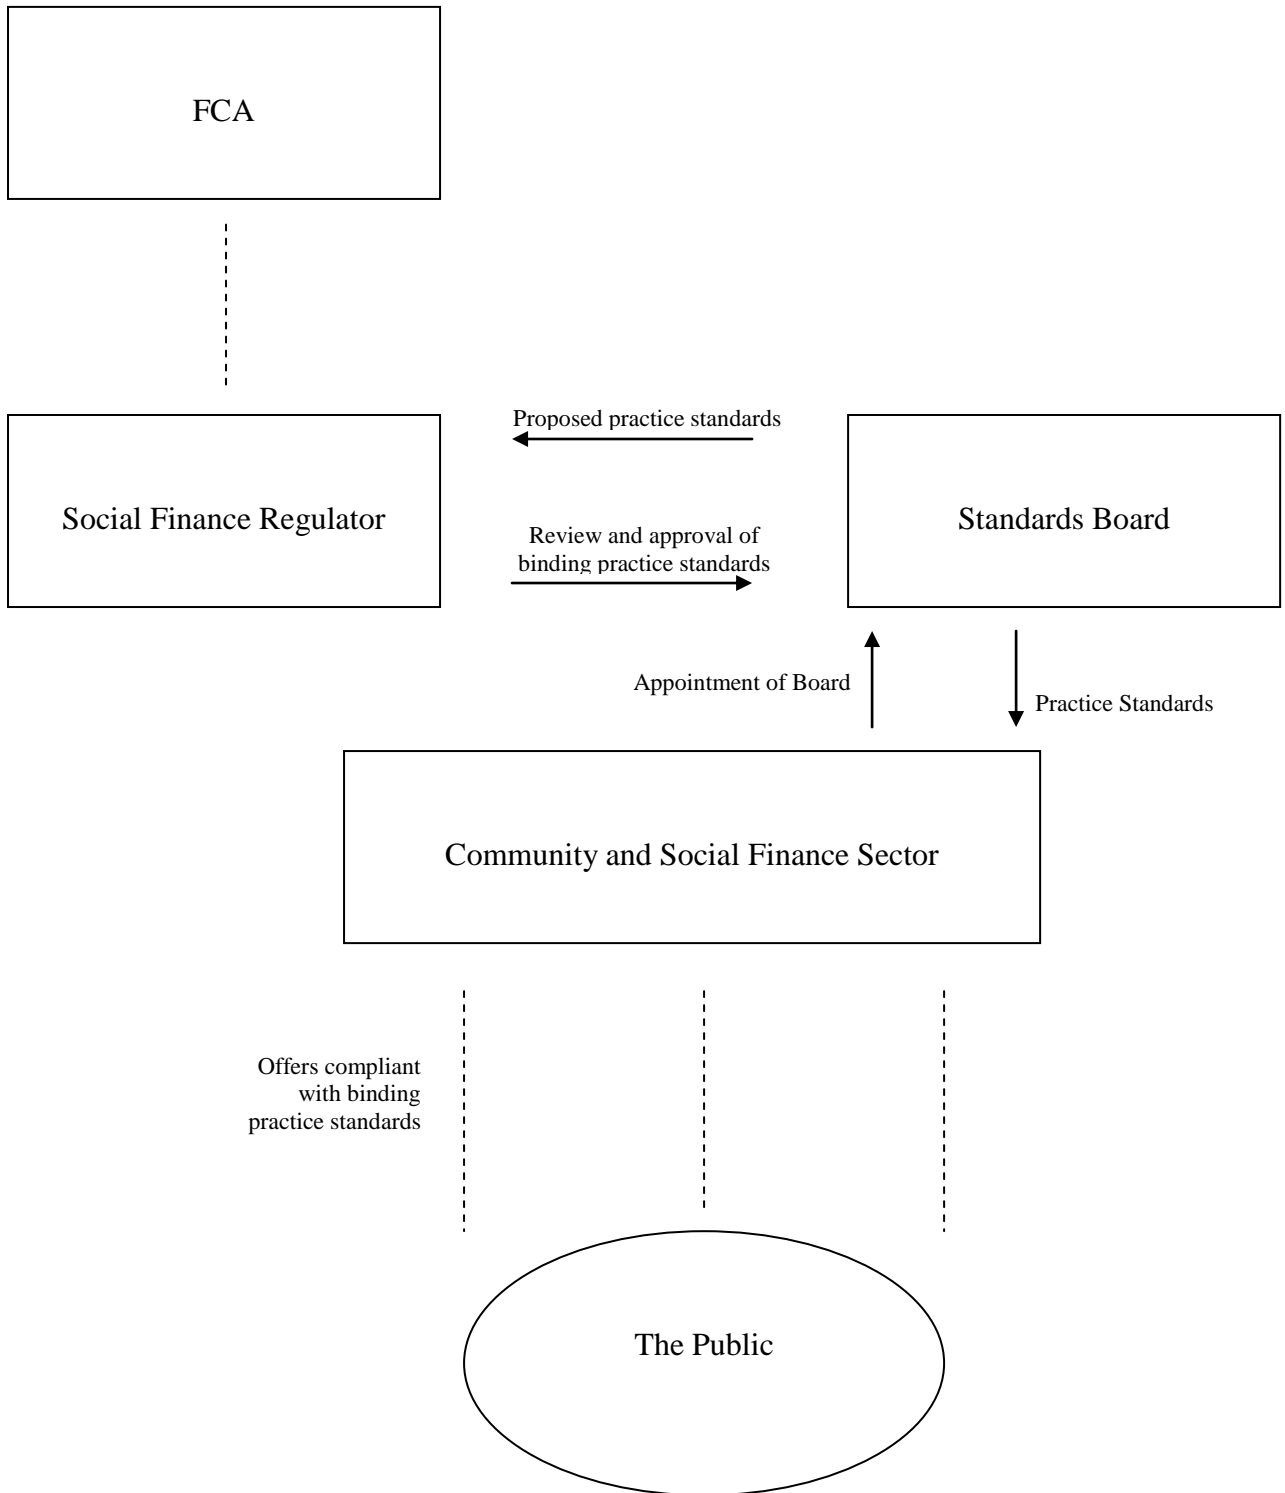 FCA
Proposed practice standards
Social Finance Regulator
Review and approval of
binding practice standards
Standards Board
Appointment of Board
Practice Standards
Community and Social Finance Sector
Offers compliant
with binding
practice standards
The Public